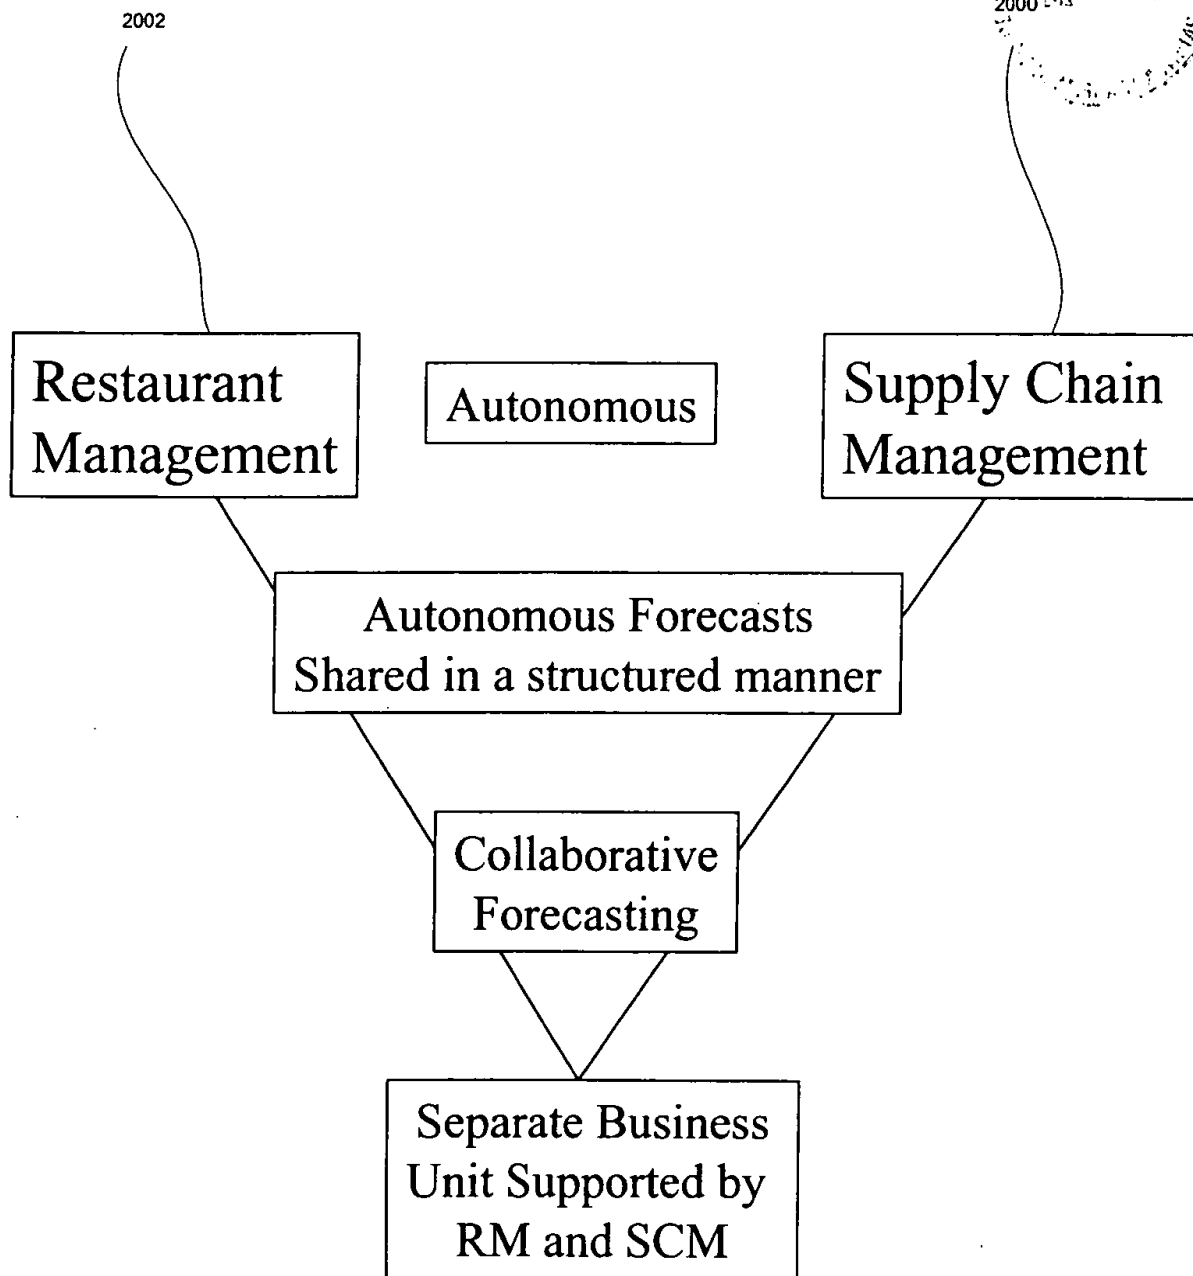 2002
2000
Restaurant
Management
Autonomous
Supply Chain
Management
Autonomous Forecasts
Shared in a structured manner
Collaborative
Forecasting
Separate Business
Unit Supported by
RM and SCM